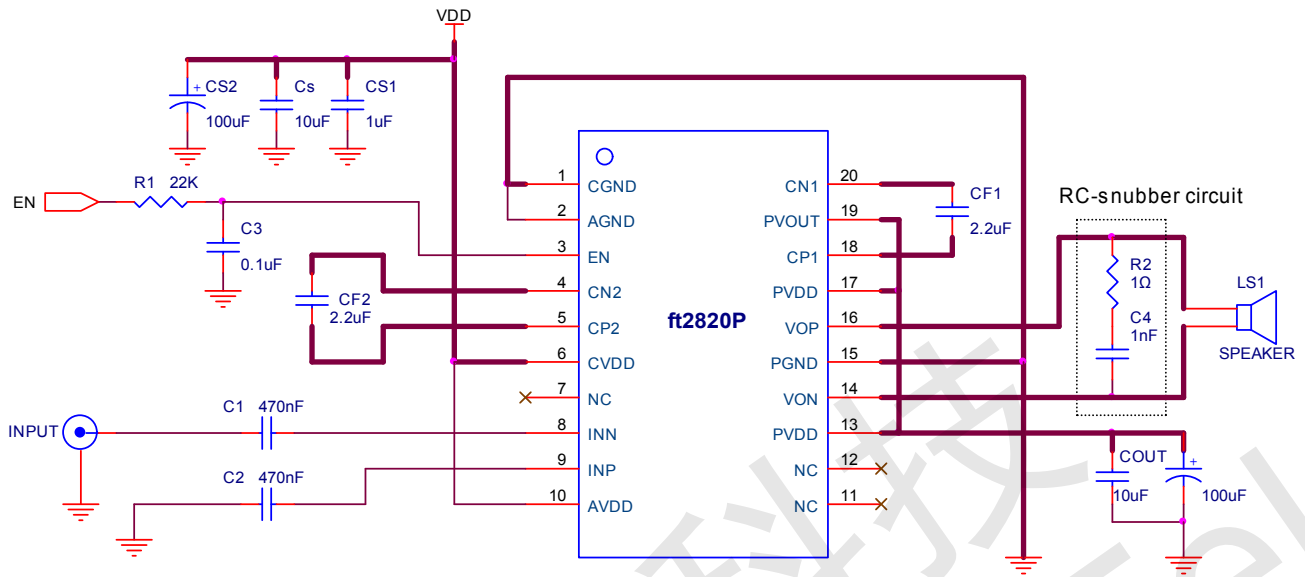 VDD
CS2
100uF
Cs
10uF
CS1
1uF
EN
R1
22K
C3
0.1uF
CF2
2.2uF
INPUT
C1
470nF
C2
470nF
ft2820P
1
CGND
2
AGND
3
EN
4
CN2
5
CP2
6
CVDD
7
NC
8
INN
9
INP
10
AVDD
20
CN1
19
PVOUT
18
CP1
17
PVDD
16
VOP
15
PGND
14
VON
13
PVDD
12
NC
11
NC
CF1
2.2uF
RC-snubber circuit
R2
1Ω
C4
1nF
LS1
SPEAKER
COUT
10uF
100uF
科技